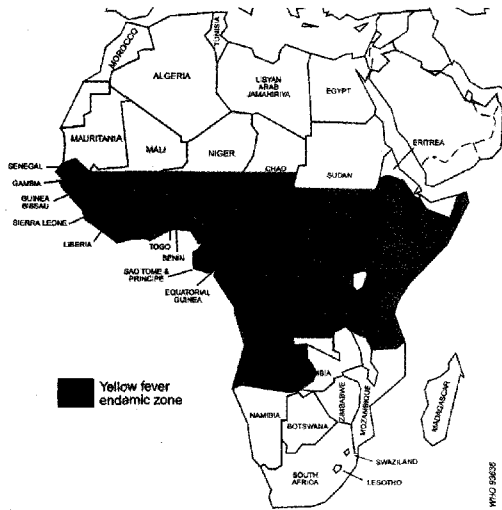 TUNISIA
MOROCCO
ALGERIA
LIBYAN
ARAB
JAMAHIRIYA
EGYPT
MAURITANIA
MALI
NIGER
CHAD
SUDAN
ERITREA
SENEGAL
GAMBIA
GUINEA
BISSAU
SIERRA LEONE
LIBERIA
TOGO
BENIN
SAO TOME &
PRINCIPE
EQUATORIAL
GUINEA
MBIA
Yellow fever
endemic zone
NAMIBIA
BOTSWANA
ZIMBABWE
MOZAMBIQUE
MADAGASCAR
SOUTH
AFRICA
SWAZILAND
LESOTHO